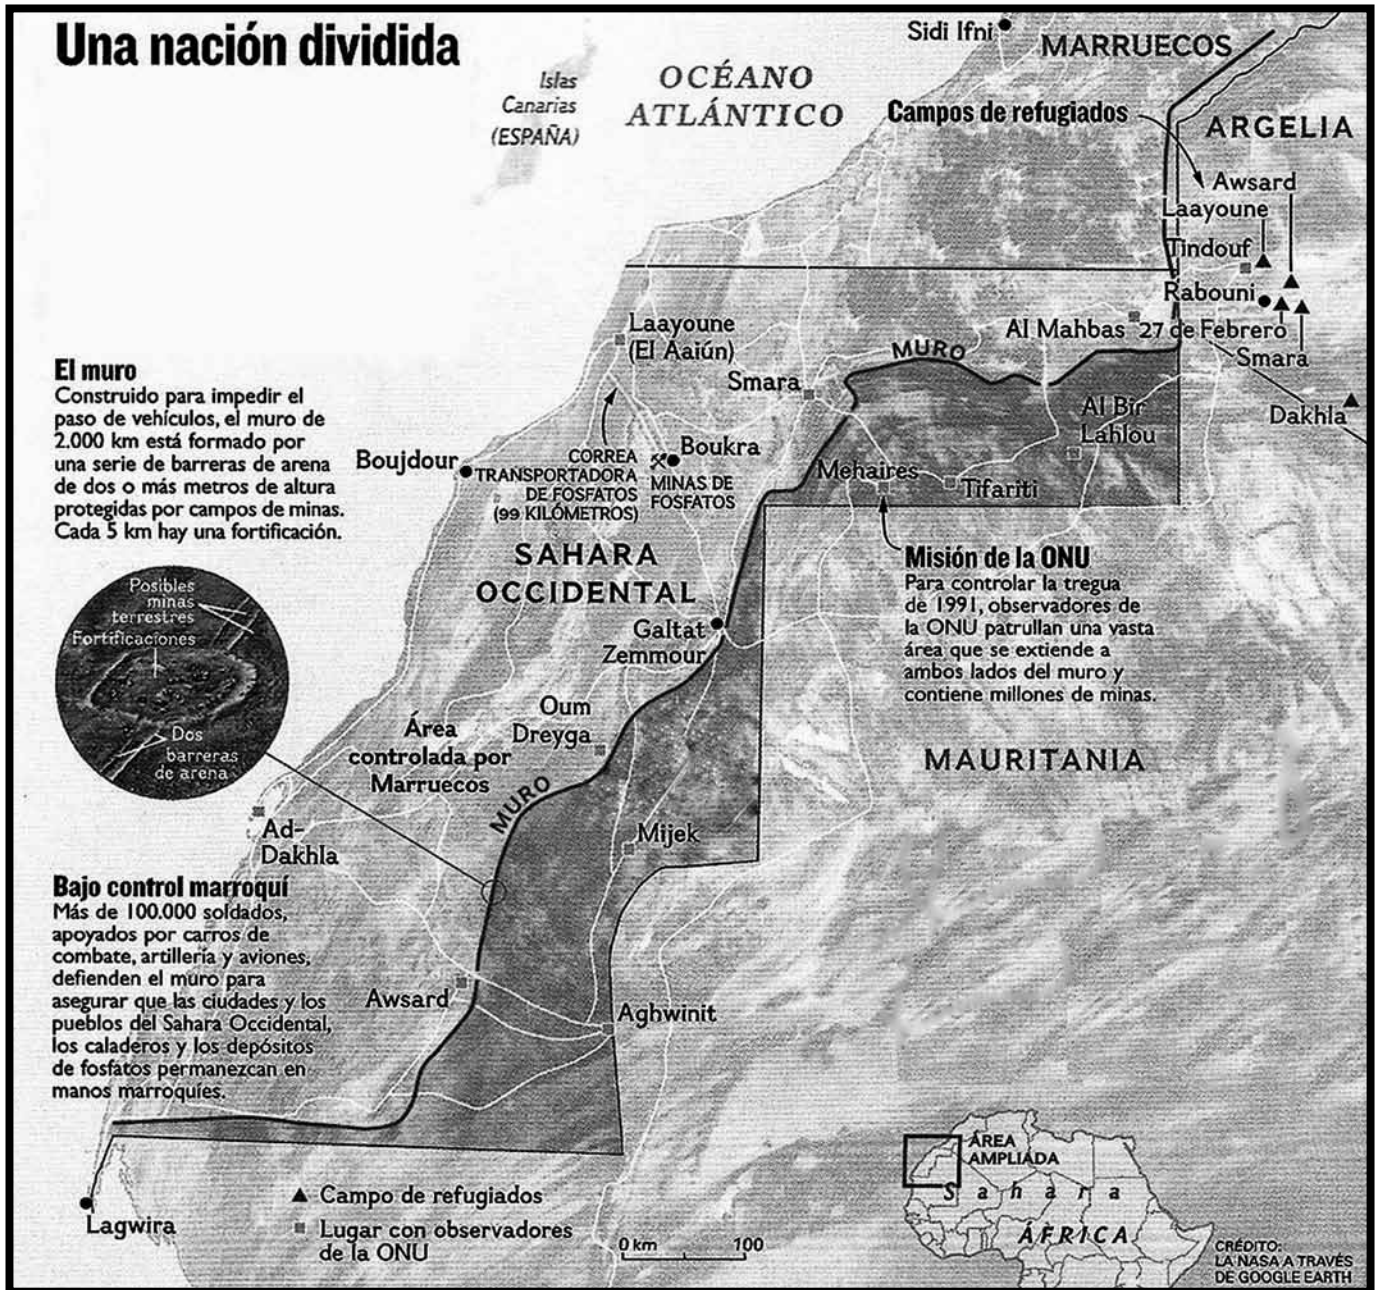 Una nación dividida
Islas
Canarias
(ESPAÑA)
OCÉANO
ATLÁNTICO
Sidi Ifni
MARRUECOS
Campos de refugiados
ARGELIA
Awsard
Laayoune
Tindouf
Rabouni
Al Mahbas
27 de Febrero
Smara
Dakhla
Laayoune
(El Aaiún)
MURO
Smara
Al Bir
Lahlou
El muro
Construido para impedir el
paso de vehículos, el muro de
2.000 km está formado por
una serie de barreras de arena
de dos o más metros de altura
protegidas por campos de minas.
Cada 5 km hay una fortificación.
Boujdour
CORREA
TRANSPORTADORA
DE FOSFATOS
(99 KILÓMETROS)
Boukra
MINAS DE
FOSFATOS
Mehaires
Tifariti
SAHARA
OCCIDENTAL
Misión de la ONU
Para controlar la tregua
de 1991, observadores de
la ONU patrullan una vasta
área que se extiende a
ambos lados del muro y
contiene millones de minas.
Posibles
minas
terrestres
Fortificaciones
Dos
barreras
de arena
Galtat
Zemmour
Oum
Dreyga
Área
controlada por
Marruecos
MURO
MAURITANIA
Ad-
Dakhla
Mijek
Bajo control marroquí
Más de 100.000 soldados,
apoyados por carros de
combate, artillería y aviones,
defienden el muro para
asegurar que las ciudades y los
pueblos del Sahara Occidental,
los caladeros y los depósitos
de fosfatos permanezcan en
manos marroquíes.
Awsard
Aghwinit
Lagwira
Campo de refugiados
Lugar con observadores
de la ONU
0 km 100
ÁREA
AMPLIADA
Sahara
ÁFRICA
CRÉDITO:
LA NASA A TRAVÉS
DE GOOGLE EARTH